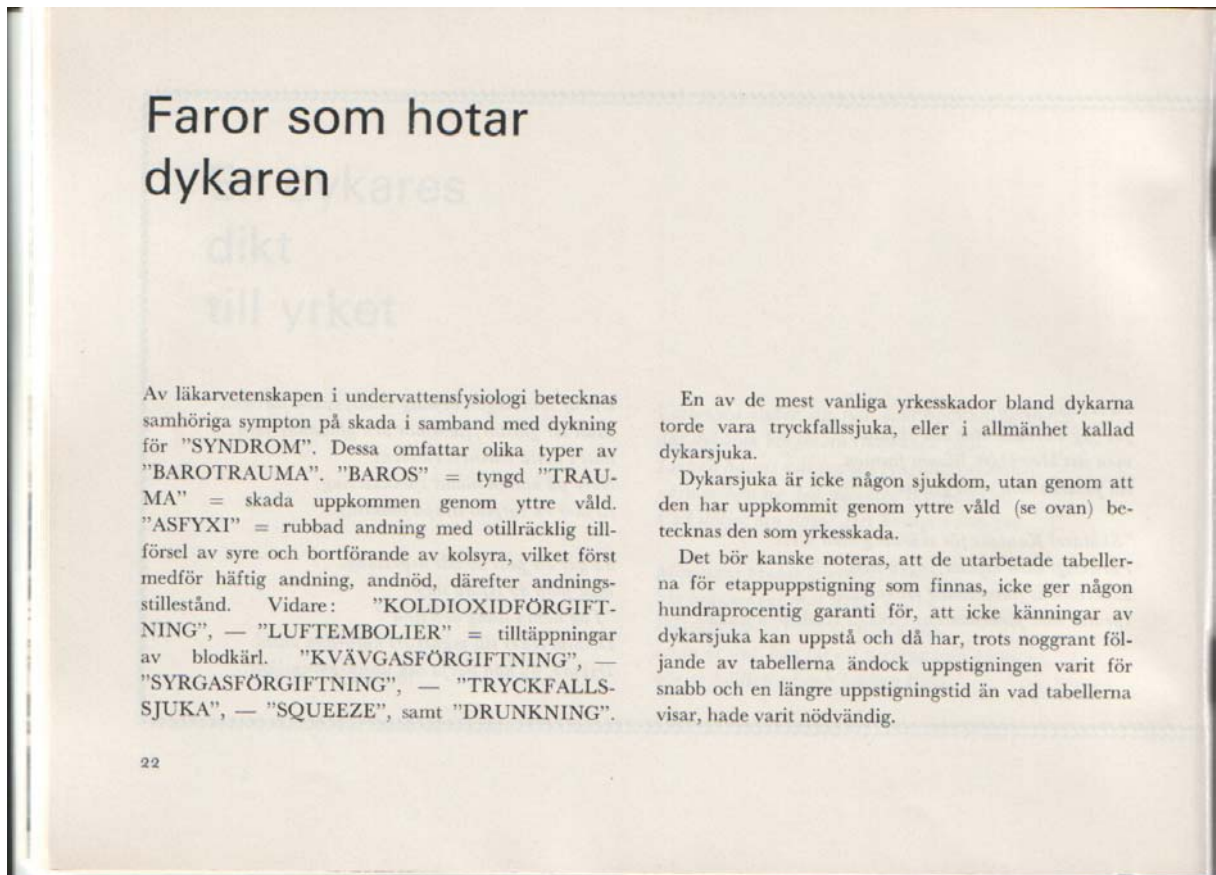 Faror som hotar
dykaren
Av läkarvetenskapen i undervattensfysiologi betecknas
samhöriga sympton på skada i samband med dykning
för "SYNDROM". Dessa omfattar olika typer av
"BAROTRAUMA". "BAROS" = tyngd "TRAU-
MA" = skada uppkommen genom yttre våld.
"ASFYXI" = rubbad andning med otillräcklig till-
försel av syre och bortförande av kolsyra, vilket först
medför häftig andning, andnöd, därefter andnings-
stillestånd. Vidare: "KOLDIOXIDFÖRGIFT-
NING", — "LUFTEMBOLIER" = tilltäppningar
av blodkärl. "KVÄVGASFÖRGIFTNING", —
"SYRGASFÖRGIFTNING", — "TRYCKFALLS-
SJUKA", — "SQUEEZE", samt "DRUNKNING".
En av de mest vanliga yrkesskador bland dykarna
torde vara tryckfallssjuka, eller i allmänhet kallad
dykarsjuka.
Dykarsjuka är icke någon sjukdom, utan genom att
den har uppkommit genom yttre våld (se ovan) be-
tecknas den som yrkesskada.
Det bör kanske noteras, att de utarbetade tabeller-
na för etappuppstigning som finnas, icke ger någon
hundraprocentig garanti för, att icke känningar av
dykarsjuka kan uppstå och då har, trots noggrant föl-
jande av tabellerna ändock uppstigningen varit för
snabb och en längre uppstigningstid än vad tabellerna
visar, hade varit nödvändig.
22